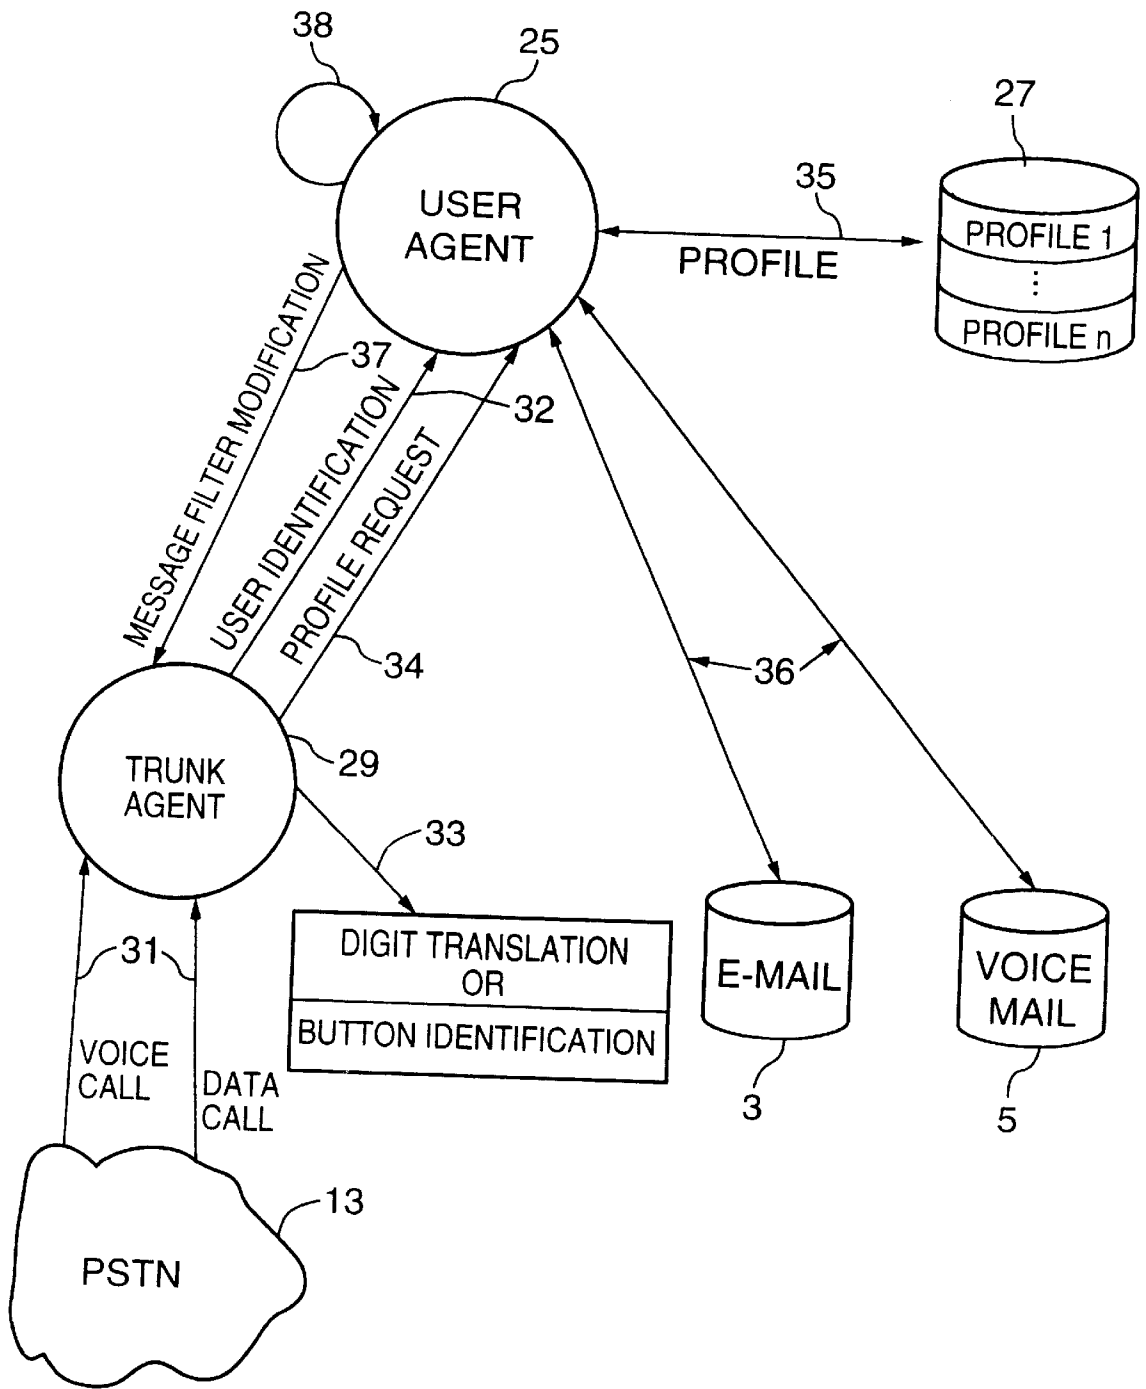 38
25
27
USER
AGENT
35
PROFILE
PROFILE 1
⋮
PROFILE n
MESSAGE FILTER MODIFICATION
37
USER IDENTIFICATION
32
PROFILE REQUEST
34
36
TRUNK
AGENT
29
33
DIGIT TRANSLATION
OR
BUTTON IDENTIFICATION
E-MAIL
3
VOICE
MAIL
5
31
VOICE
CALL
DATA
CALL
13
PSTN